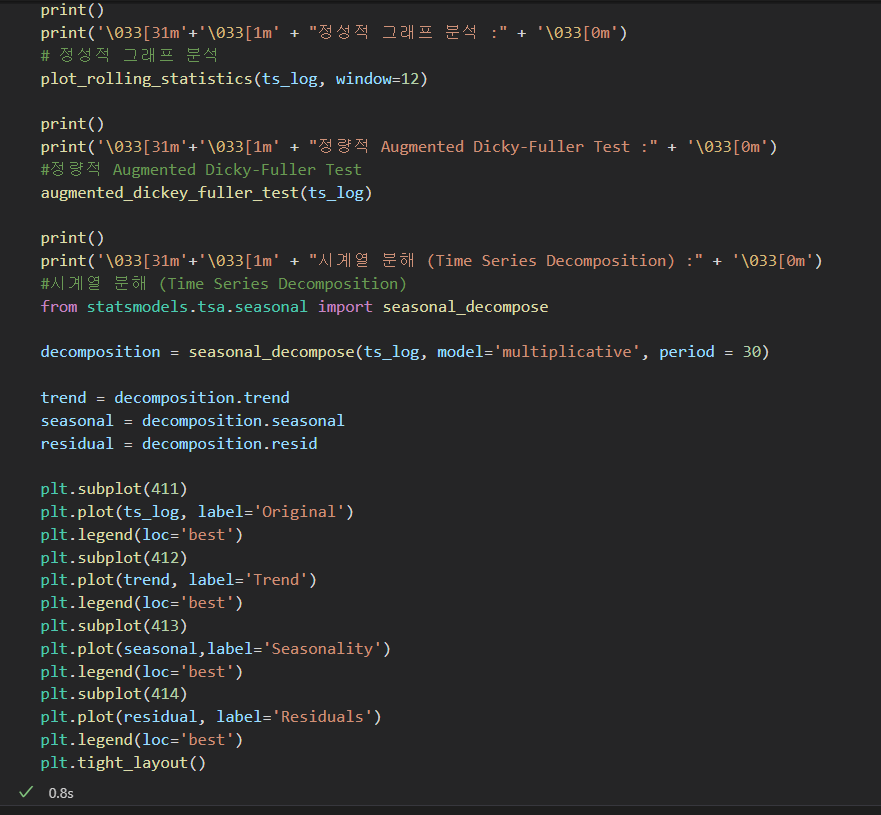 print()
print('\033[31m'+'\033[1m' + "정성적 그래프 분석 :" + '\033[0m')
# 정성적 그래프 분석
plot_rolling_statistics(ts_log, window=12)
print()
print('\033[31m'+'\033[1m' + "정량적 Augmented Dicky-Fuller Test :" + '\033[0m')
#정량적 Augmented Dicky-Fuller Test
augmented_dickey_fuller_test(ts_log)
print()
print('\033[31m'+'\033[1m' + "시계열 분해 (Time Series Decomposition) :" + '\033[0m')
#시계열 분해 (Time Series Decomposition)
from statsmodels.tsa.seasonal import seasonal_decompose
decomposition = seasonal_decompose(ts_log, model='multiplicative', period = 30)
trend = decomposition.trend
seasonal = decomposition.seasonal
residual = decomposition.resid
plt.subplot(411)
plt.plot(ts_log, label='Original')
plt.legend(loc='best')
plt.subplot(412)
plt.plot(trend, label='Trend')
plt.legend(loc='best')
plt.subplot(413)
plt.plot(seasonal,label='Seasonality')
plt.legend(loc='best')
plt.subplot(414)
plt.plot(residual, label='Residuals')
plt.legend(loc='best')
plt.tight_layout()
0.8s